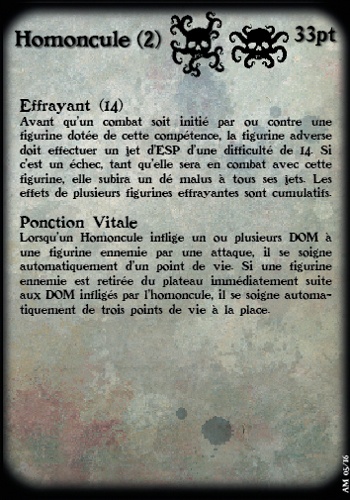 Homoncule (2) 33pt
Effrayant (14)
Avant qu'un combat soit initié par ou contre une
figurine dotée de cette compétence, la figurine adverse
doit effectuer un jet d'ESP d'une difficulté de 14. Si
c'est un échec, tant qu'elle sera en combat avec cette
figurine, elle subira un dé malus à tous ses jets. Les
effets de plusieurs figurines effrayantes sont cumulatifs.
Ponction Vitale
Lorsqu'un Homoncule inflige un ou plusieurs DOM à
une figurine ennemie par une attaque, il se soigne
automatiquement d'un point de vie. Si une figurine
ennemie est retirée du plateau immédiatement suite
aux DOM infligés par l'homoncule, il se soigne automa-
tiquement de trois points de vie à la place.
AM 05/16